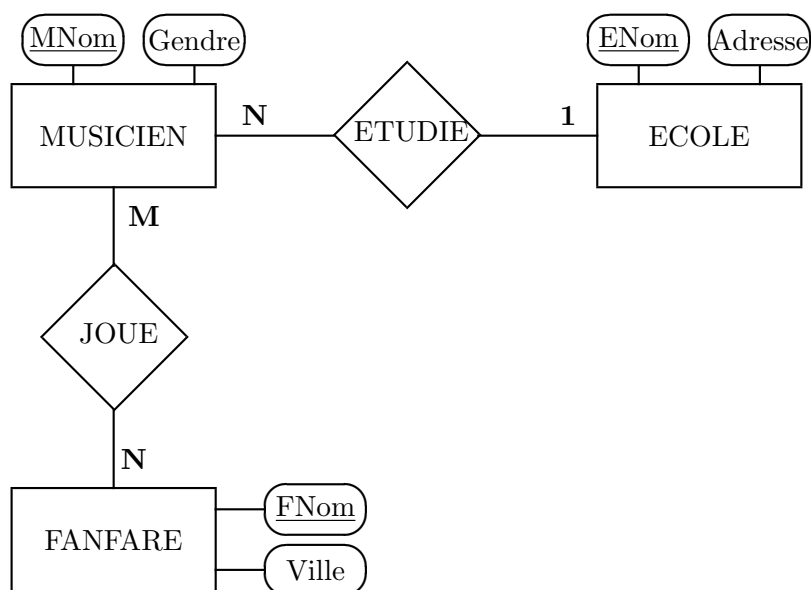 MNom Gendre ENom Adresse
MUSICIEN N ETUDIE 1 ECOLE
M
JOUE
N
FNom
FANFARE
Ville